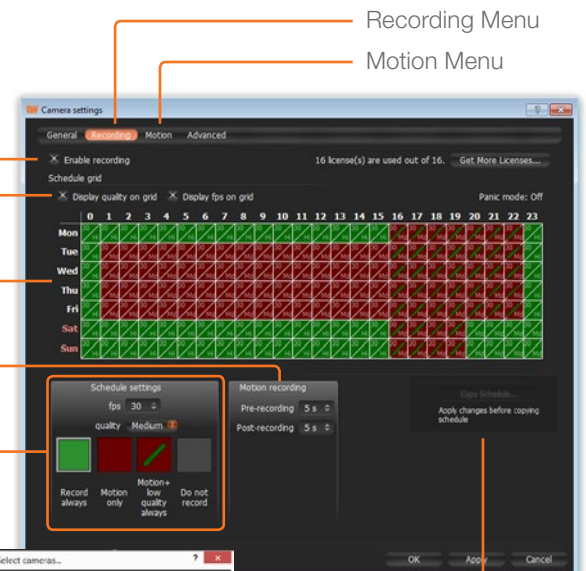 Recording Menu
Motion Menu
Camera settings
General Recording Motion Advanced
Enable recording
16 license(s) are used out of 16. Get More Licenses...
Schedule grid
Display quality on grid Display fps on grid Panic mode: Off
0 1 2 3 4 5 6 7 8 9 10 11 12 13 14 15 16 17 18 19 20 21 22 23
Mon
Tue
Wed
Thu
Fri
Sat
Sun
Schedule settings
fps 30
quality Medium
Record always
Motion only
Motion+ low quality always
Do not record
Motion recording
Pre-recording 5 s
Post-recording 5 s
Copy Schedule...
Apply changes before copying
schedule
Select cameras...
OK Apply Cancel